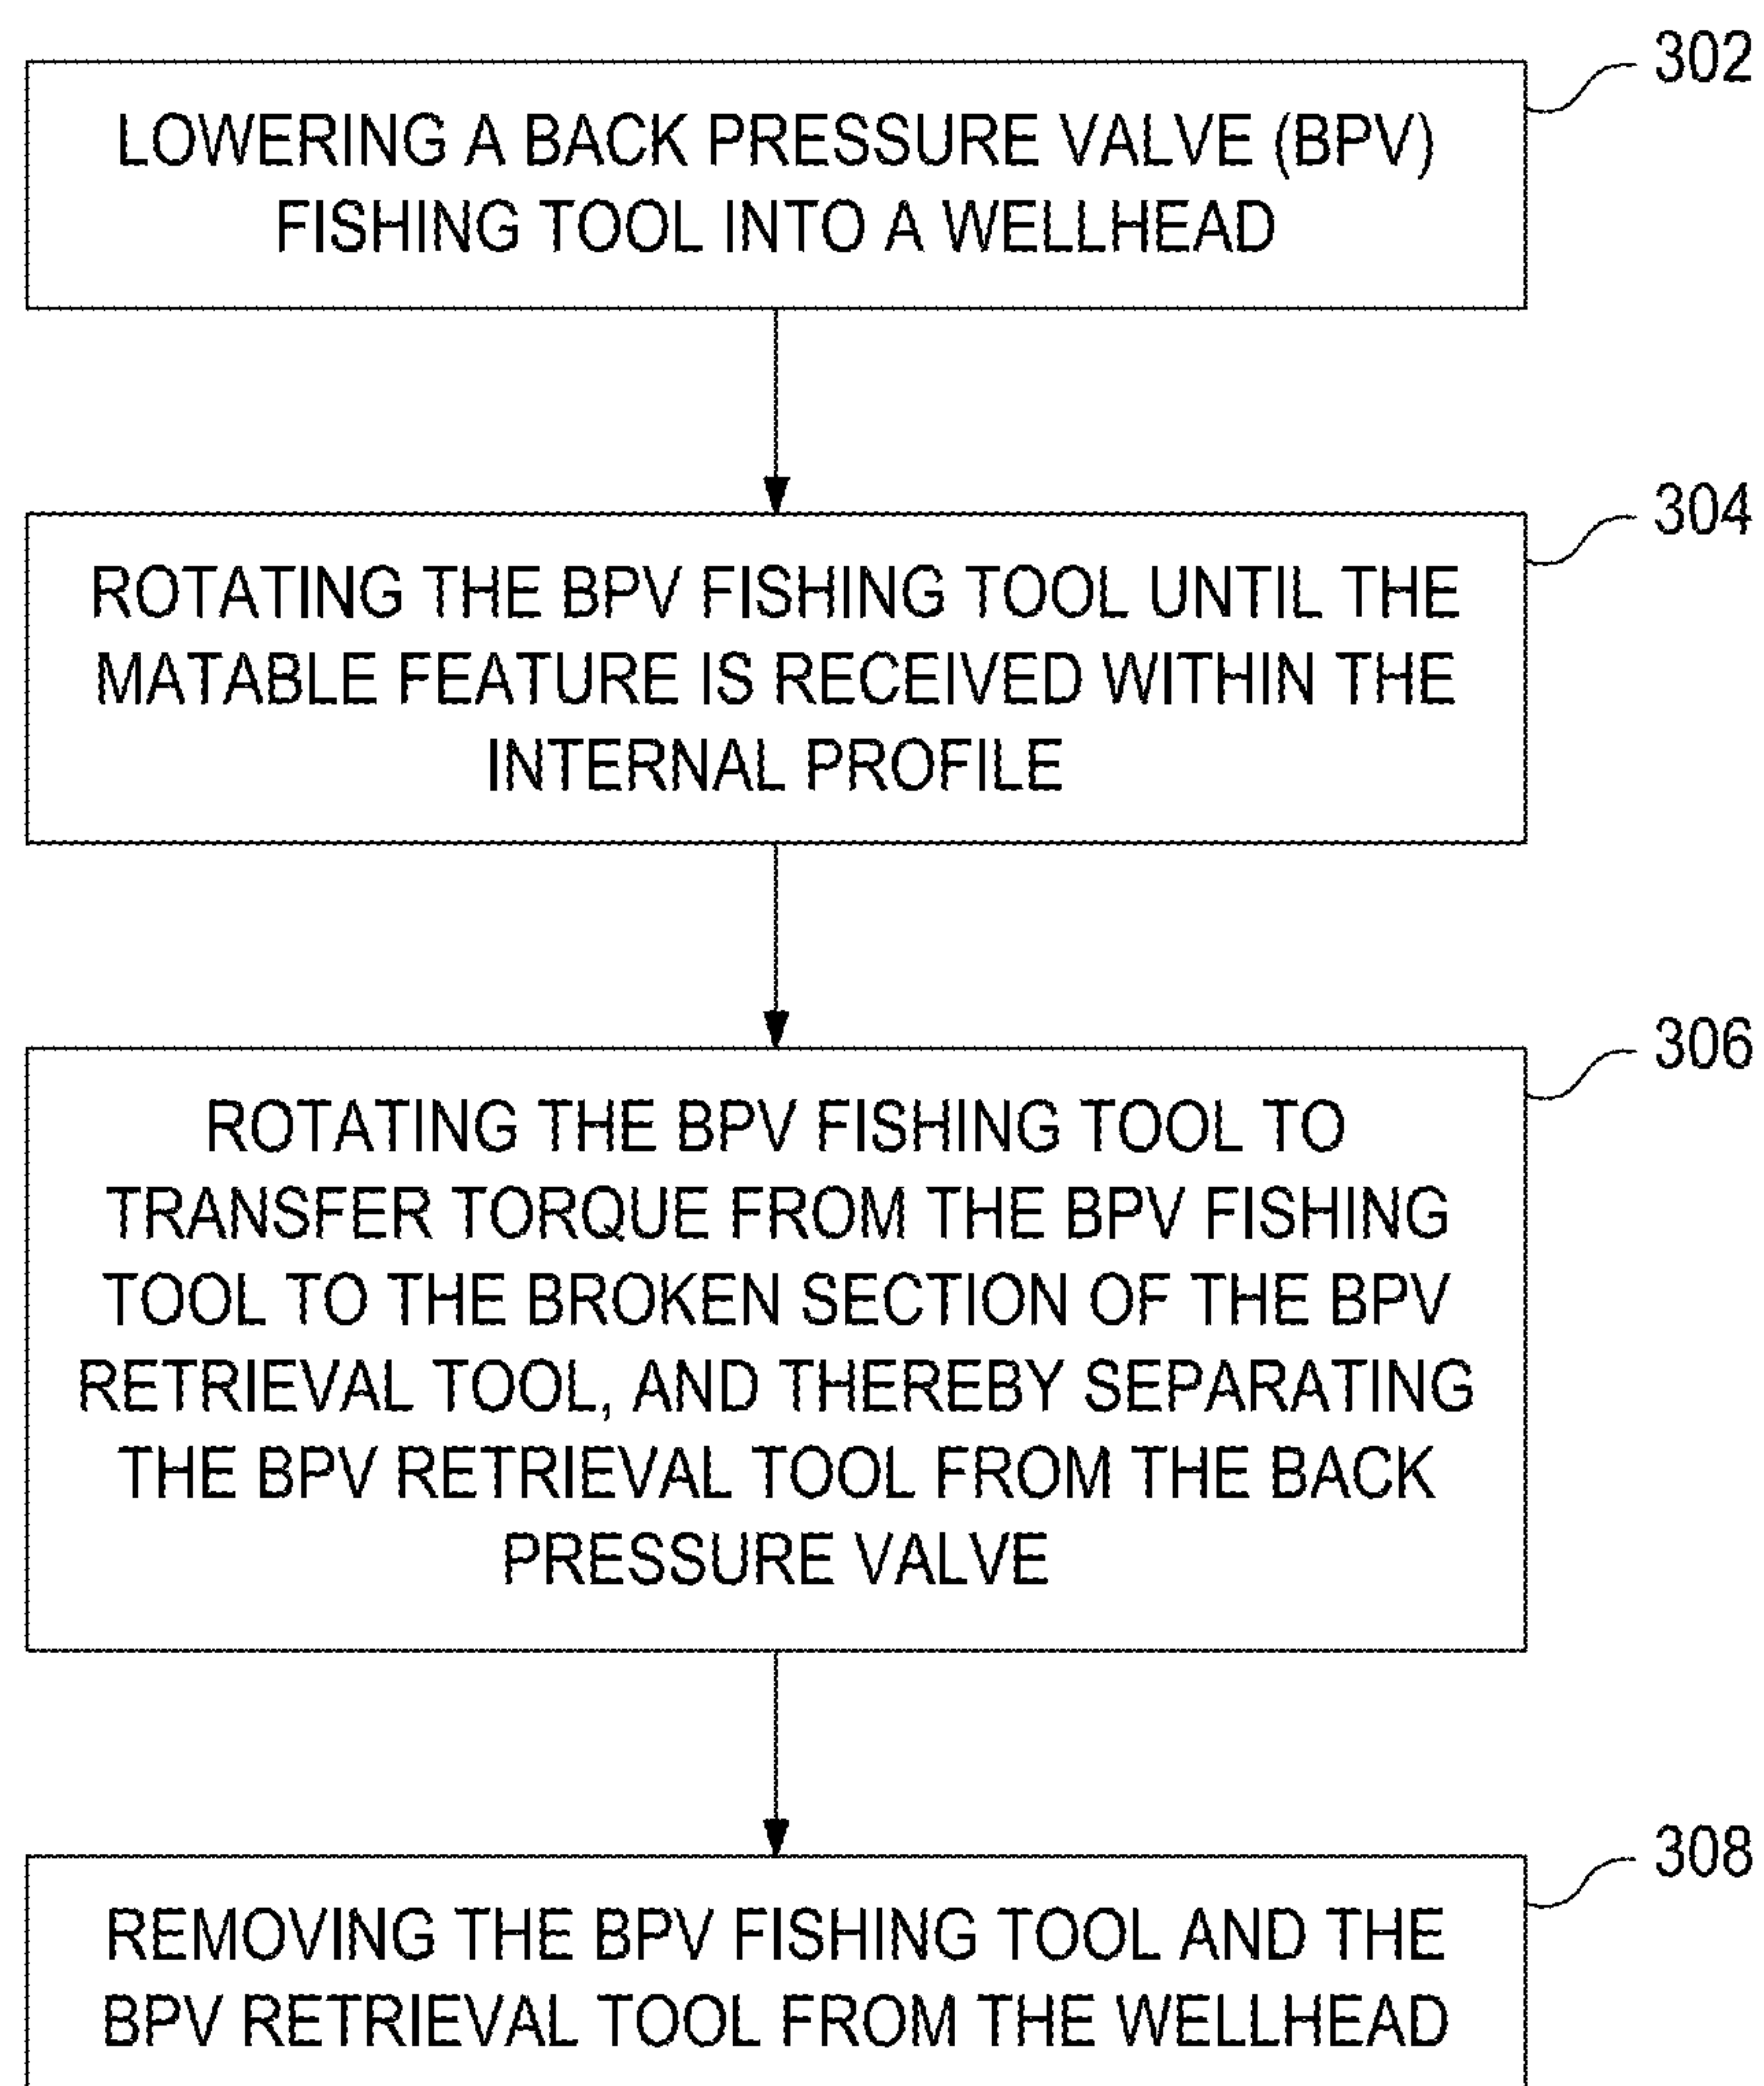 302
LOWERING A BACK PRESSURE VALVE (BPV)
FISHING TOOL INTO A WELLHEAD
304
ROTATING THE BPV FISHING TOOL UNTIL THE
MATABLE FEATURE IS RECEIVED WITHIN THE
INTERNAL PROFILE
306
ROTATING THE BPV FISHING TOOL TO
TRANSFER TORQUE FROM THE BPV FISHING
TOOL TO THE BROKEN SECTION OF THE BPV
RETRIEVAL TOOL, AND THEREBY SEPARATING
THE BPV RETRIEVAL TOOL FROM THE BACK
PRESSURE VALVE
308
REMOVING THE BPV FISHING TOOL AND THE
BPV RETRIEVAL TOOL FROM THE WELLHEAD